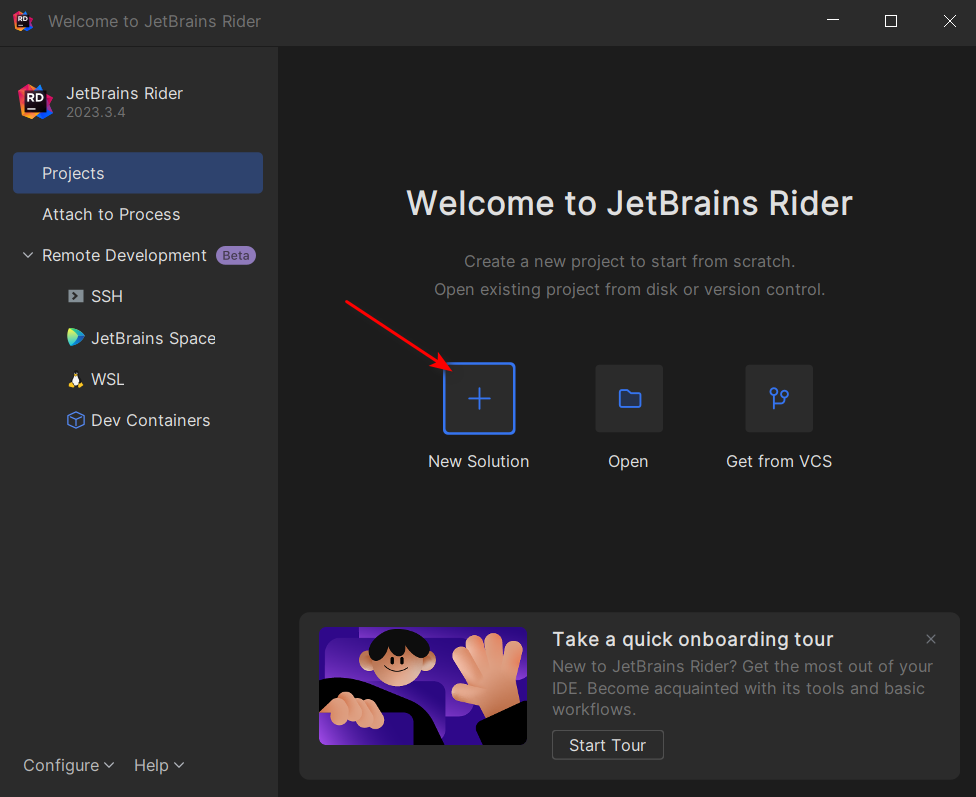 RD Welcome to JetBrains Rider
RD JetBrains Rider
2023.3.4
Projects
Attach to Process
Remote Development Beta
SSH
JetBrains Space
WSL
Dev Containers
Configure Help
Welcome to JetBrains Rider
Create a new project to start from scratch.
Open existing project from disk or version control.
New Solution Open Get from VCS
Take a quick onboarding tour
New to JetBrains Rider? Get the most out of your
IDE. Become acquainted with its tools and basic
workflows.
Start Tour